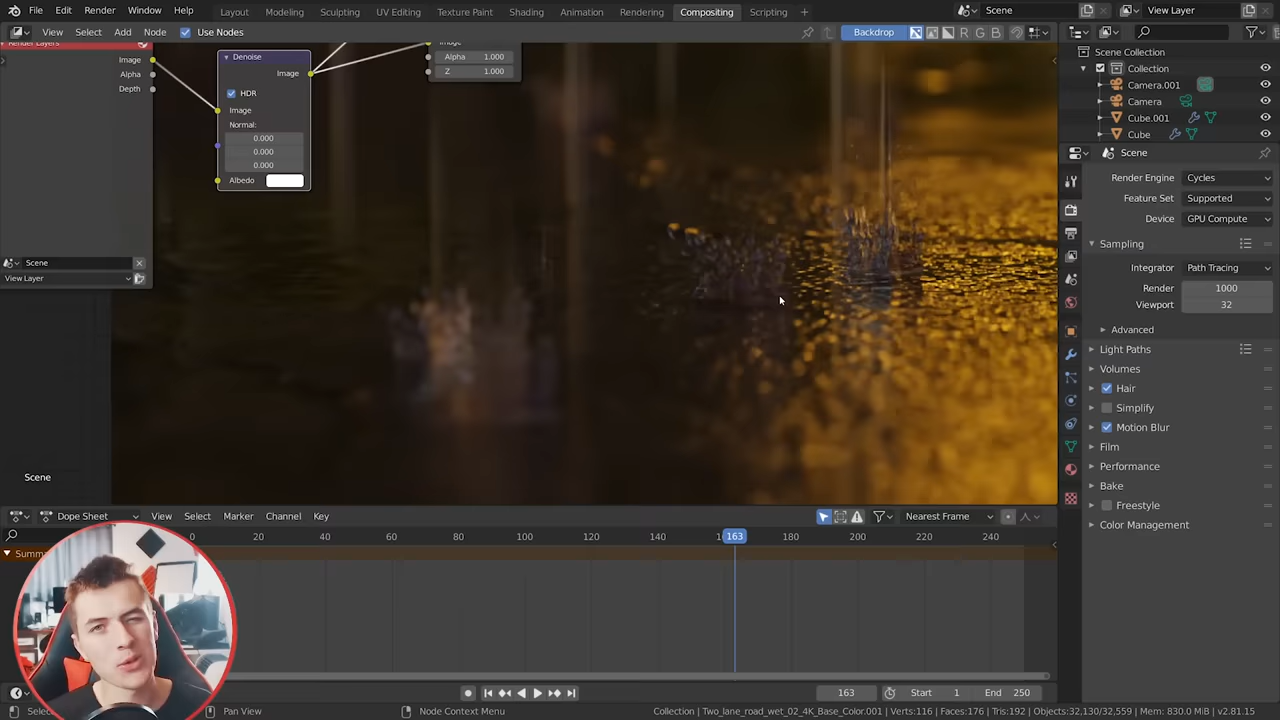 File Edit Render Window Help Layout Modeling Sculpting UV Editing Texture Paint Shading Animation Rendering Compositing Scripting + Scene View Layer
View Select Add Node Use Nodes Backdrop R G B
Render Layers
Image
Alpha
Depth
Scene
View Layer
Denoise
Image
HDR
Image
Normal:
0.000
0.000
0.000
Albedo
Image
Alpha 1.000
Z 1.000
Scene
Scene Collection
Collection
Camera.001
Camera
Cube.001
Cube
Scene
Render Engine Cycles
Feature Set Supported
Device GPU Compute
Sampling
Integrator Path Tracing
Render 1000
Viewport 32
Advanced
Light Paths
Volumes
Hair
Simplify
Motion Blur
Film
Performance
Bake
Freestyle
Color Management
Dope Sheet View Select Marker Channel Key Nearest Frame
0 20 40 60 80 100 120 140 163 180 200 220 240
163 Start 1 End 250
Pan View Node Context Menu Collection | Two_lane_road_wet_02_4K_Base_Color.001 | Verts:116 | Faces:176 | Tris:192 | Objects:32,130/32,559 | Mem: 830.0 MiB | v2.81.15